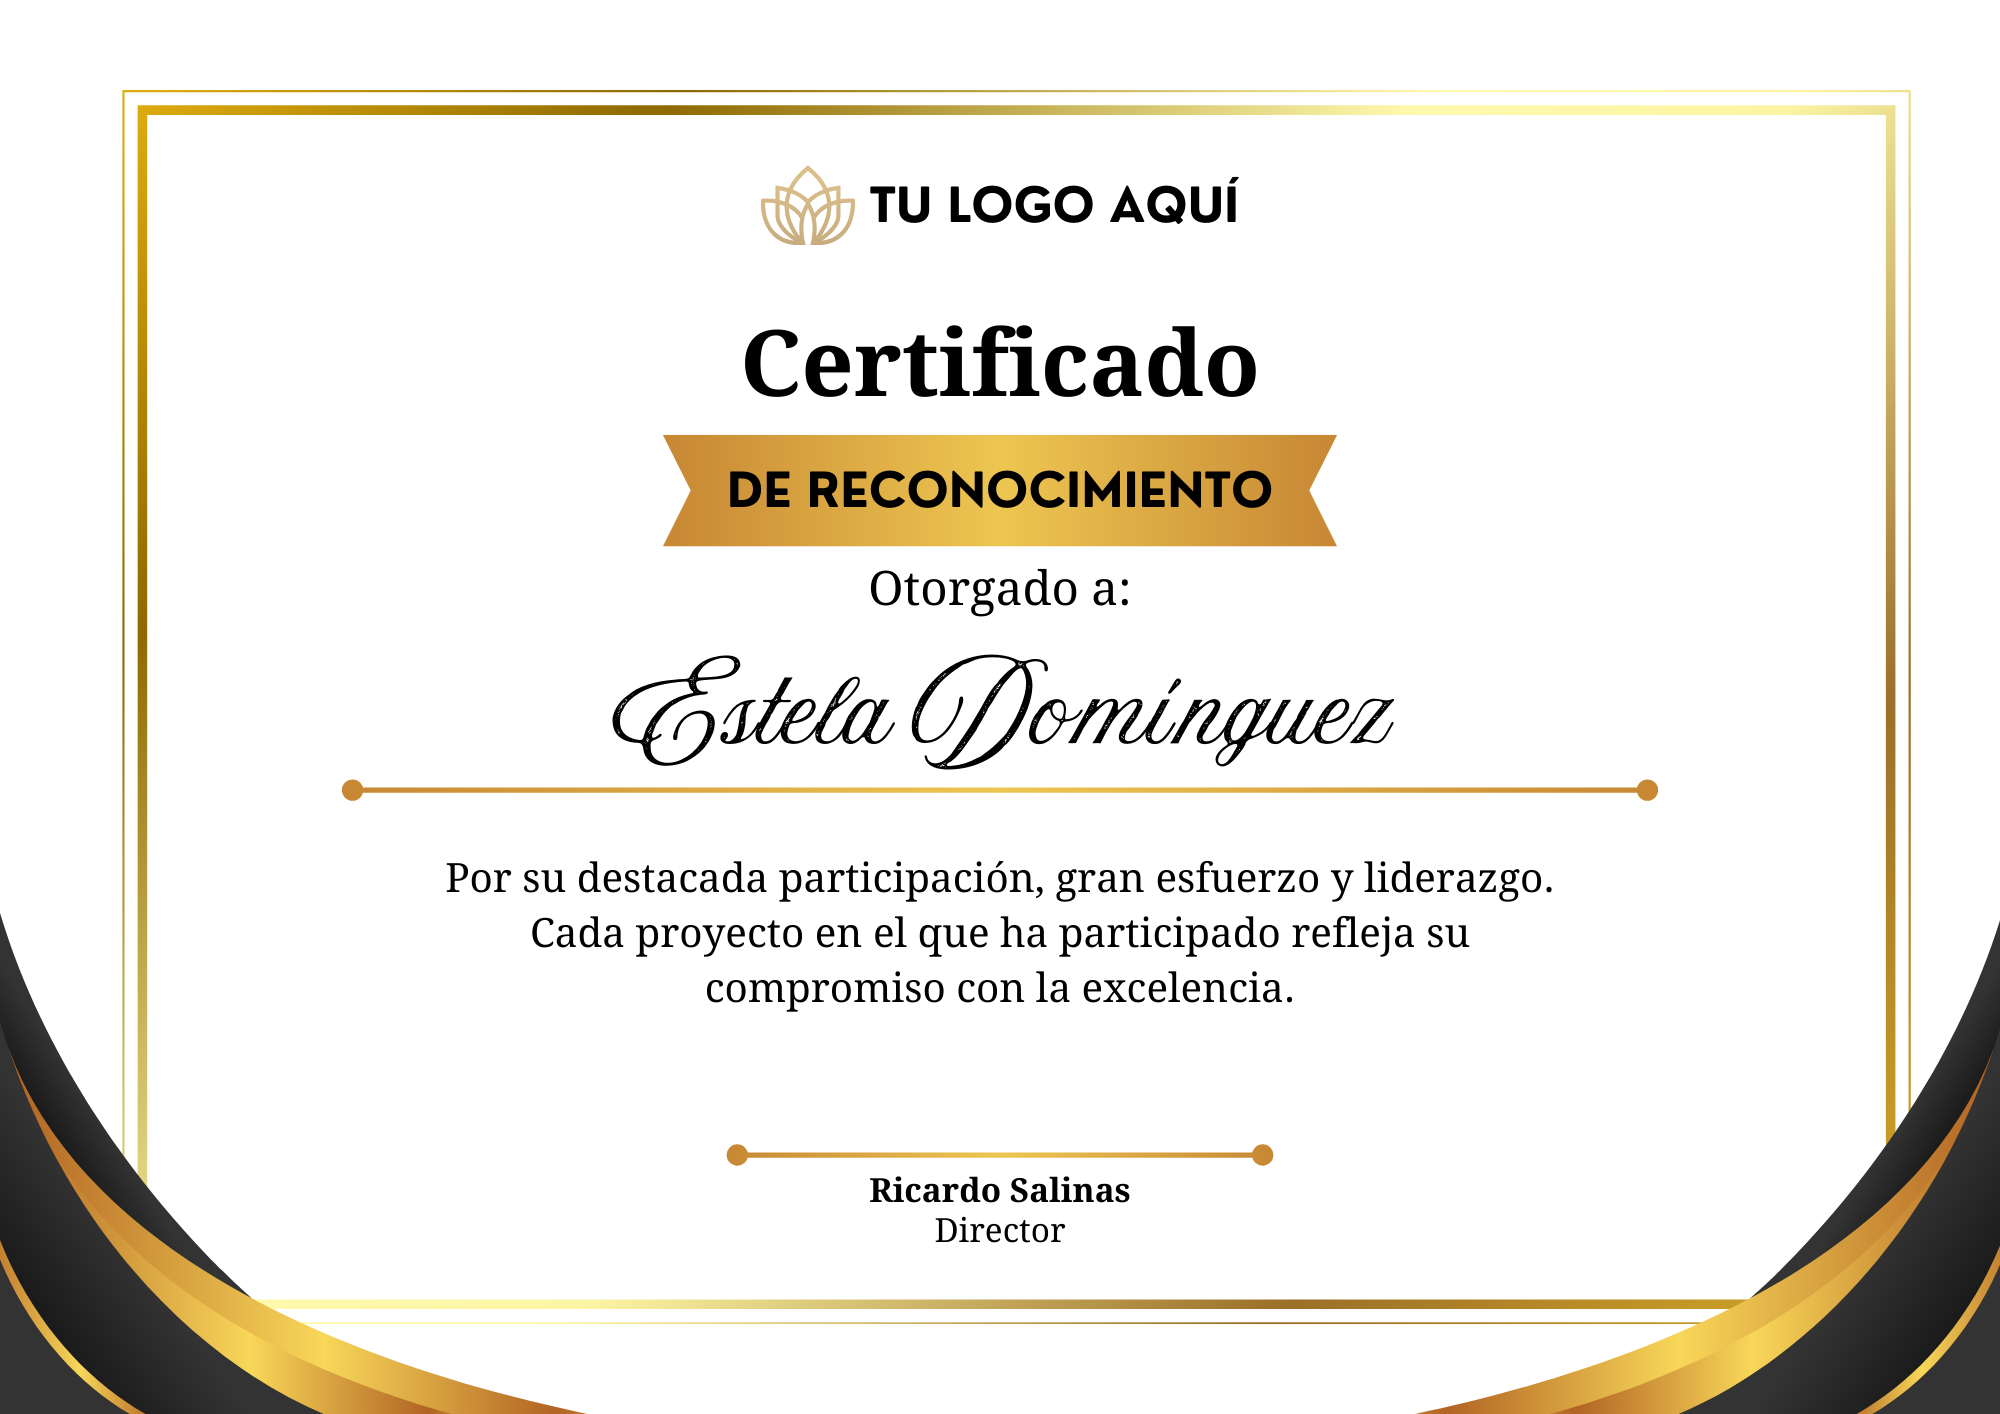 TU LOGO AQUÍ
Certificado
DE RECONOCIMIENTO
Otorgado a:
Estela Domínguez
Por su destacada participación, gran esfuerzo y liderazgo.
Cada proyecto en el que ha participado refleja su
compromiso con la excelencia.
Ricardo Salinas
Director